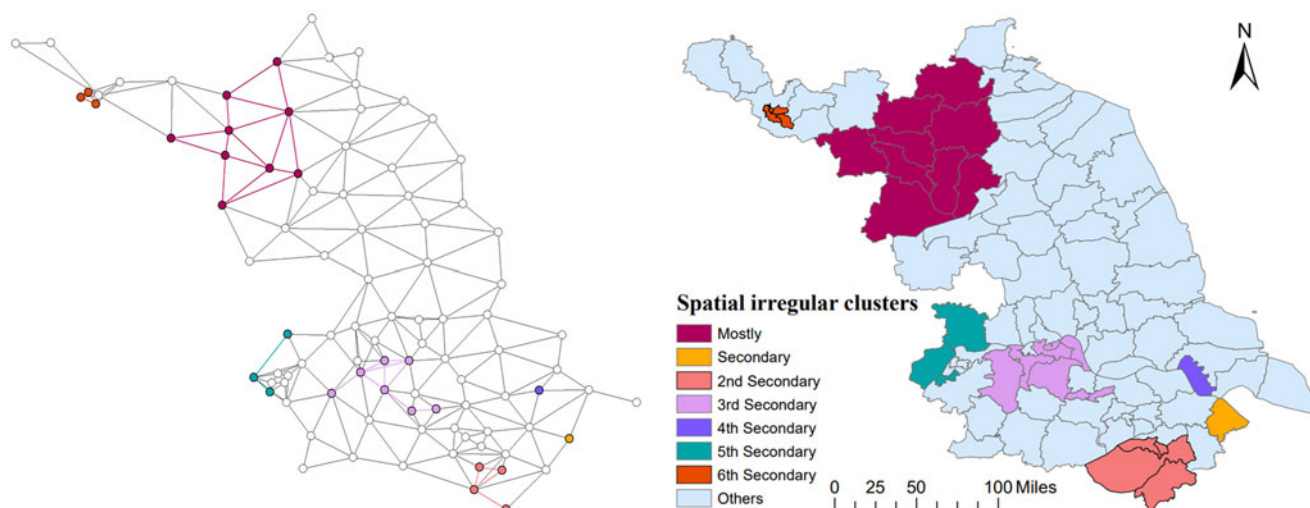 N
Spatial irregular clusters
Mostly
Secondary
2nd Secondary
3rd Secondary
4th Secondary
5th Secondary
6th Secondary
Others
0 25 50 100 Miles